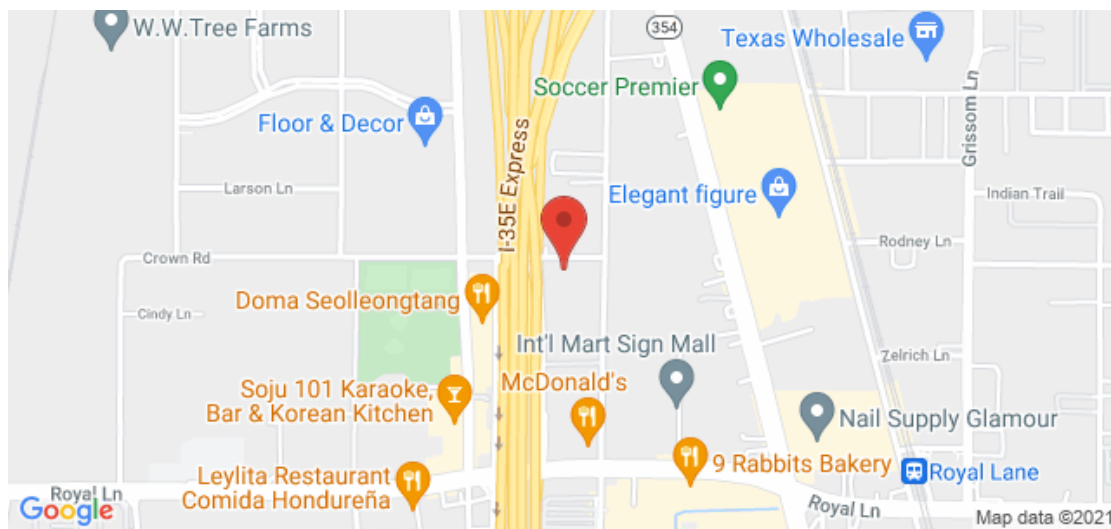 W.W.Tree Farms
354
Texas Wholesale
Soccer Premier
Floor & Decor
I-35E Express
Grissom Ln
Larson Ln
Elegant figure
Indian Trail
Crown Rd
Rodney Ln
Doma Seolleongtang
Cindy Ln
Int'l Mart Sign Mall
Zelrich Ln
McDonald's
Soju 101 Karaoke,
Bar & Korean Kitchen
Nail Supply Glamour
9 Rabbits Bakery
Royal Lane
Leylita Restaurant
Comida Hondureña
Royal Ln
Royal Ln
Google
Map data ©2021